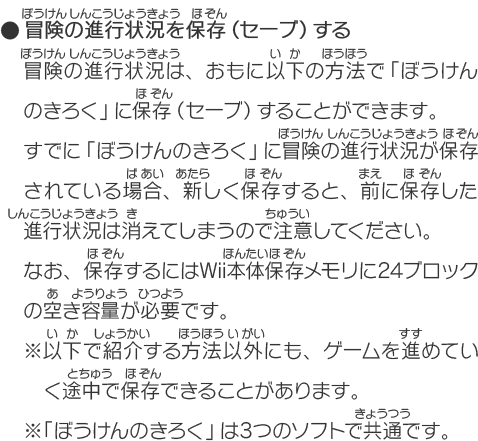 ●冒険の進行状況を保存（セーブ）する
冒険の進行状況は、おもに以下の方法で「ぼうけん
のきろく」に保存（セーブ）することができます。
すでに「ぼうけんのきろく」に冒険の進行状況が保存
されている場合、新しく保存すると、前に保存した
進行状況は消えてしまうので注意してください。
なお、保存するにはWii本体保存メモリに24ブロック
の空き容量が必要です。
※以下で紹介する方法以外にも、ゲームを進めてい
く途中で保存できることがあります。
※「ぼうけんのきろく」は3つのソフトで共通です。